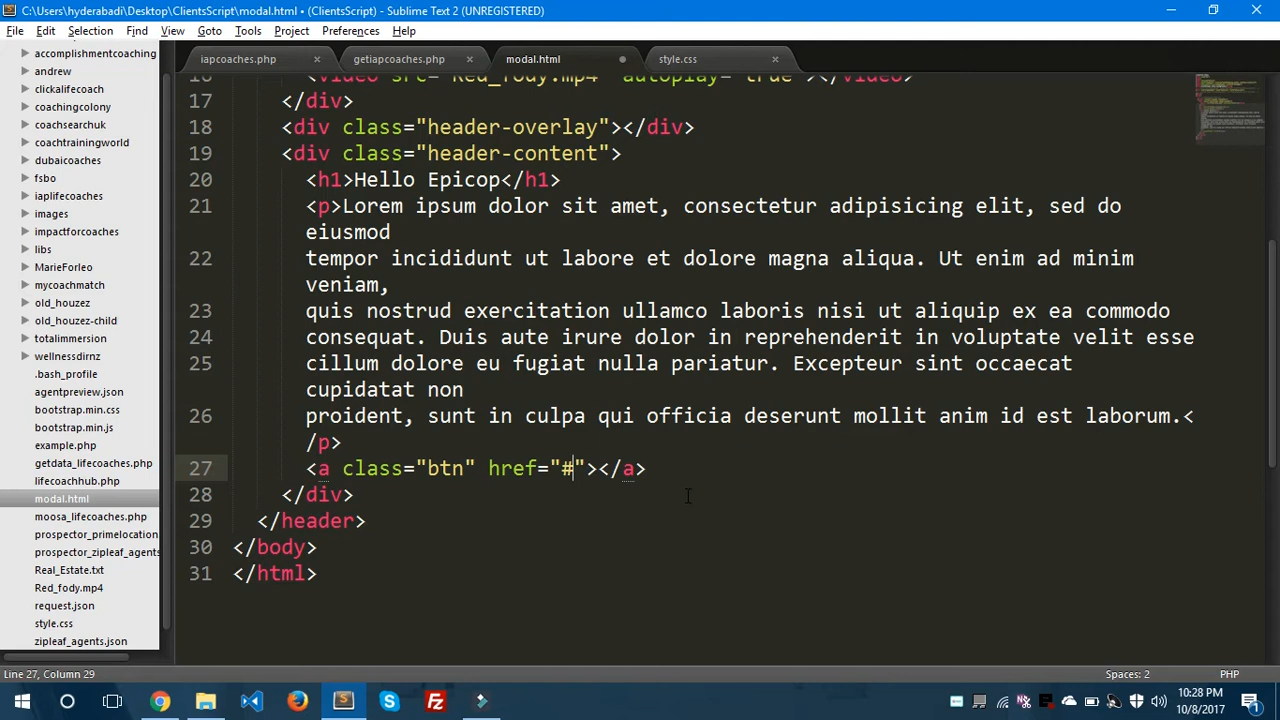 C:\Users\hyderabadi\Desktop\ClientsScript\modal.html • (ClientsScript) - Sublime Text 2 (UNREGISTERED)
File Edit Selection Find View Goto Tools Project Preferences Help
accomplishmentcoaching
andrew
clickalifecoach
coachingcolony
coachsearchuk
coachtrainingworld
dubaicoaches
fsbo
iaplifecoaches
images
impactforcoaches
libs
MarieForleo
mycoachmatch
old_houzez
old_houzez-child
totalimmersion
wellnessdirnz
.bash_profile
agentpreview.json
bootstrap.min.css
bootstrap.min.js
example.php
getdata_lifecoaches.php
lifecoachhub.php
modal.html
moosa_lifecoaches.php
prospector_primelocation
prospector_zipleaf_agents
Real_Estate.txt
Red_fody.mp4
request.json
style.css
zipleaf_agents.json
iapcoaches.php × getiapcoaches.php × modal.html style.css ×
16 <video src="Red_fody.mp4" autoplay="true"></video>
17 </div>
18 <div class="header-overlay"></div>
19 <div class="header-content">
20 <h1>Hello Epicop</h1>
21 <p>Lorem ipsum dolor sit amet, consectetur adipisicing elit, sed do
eiusmod
22 tempor incididunt ut labore et dolore magna aliqua. Ut enim ad minim
veniam,
23 quis nostrud exercitation ullamco laboris nisi ut aliquip ex ea commodo
24 consequat. Duis aute irure dolor in reprehenderit in voluptate velit esse
25 cillum dolore eu fugiat nulla pariatur. Excepteur sint occaecat
cupidatat non
26 proident, sunt in culpa qui officia deserunt mollit anim id est laborum.<
/p>
27 <a class="btn" href="#"></a>
28 </div>
29 </header>
30 </body>
31 </html>
Line 27, Column 29 Spaces: 2 PHP
10:28 PM
10/8/2017